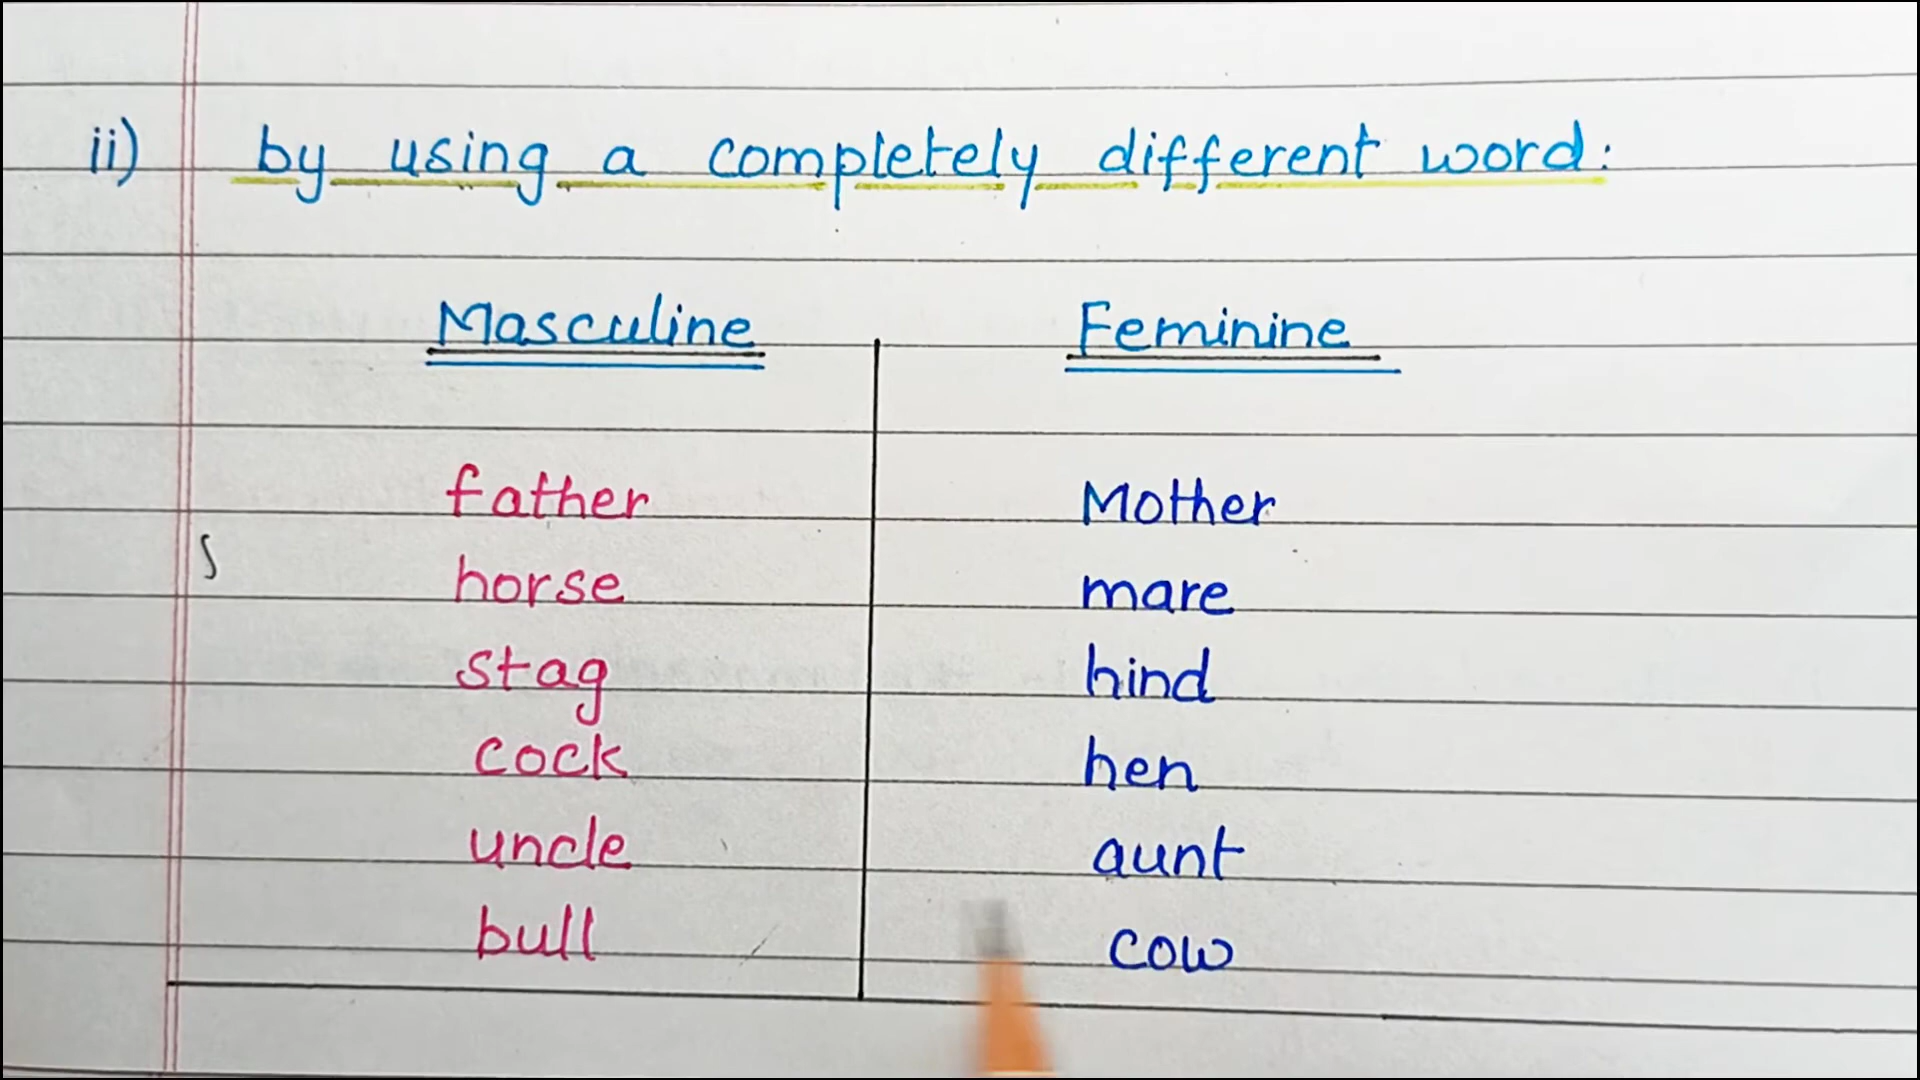 ii) by using a completely different word:
Masculine Feminine
father Mother
horse mare
stag hind
cock hen
uncle aunt
bull cow